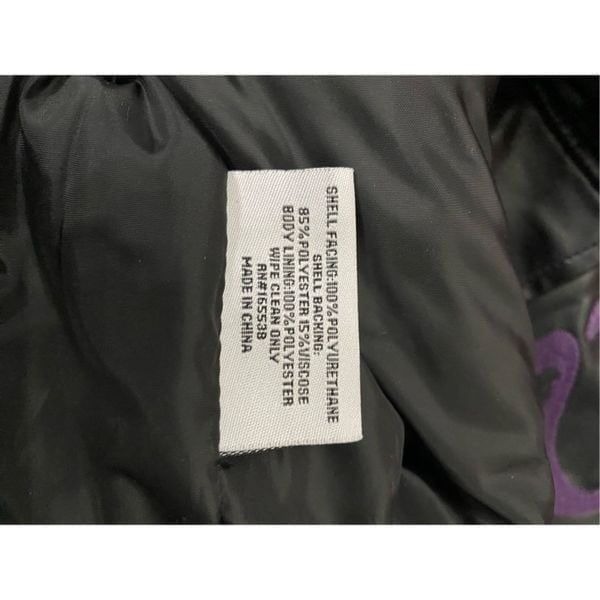 SHELL FACING:100%POLYURETHANE
SHELL BACKING:
85%POLYESTER 15%VISCOSE
BODY LINING:100%POLYESTER
WIPE CLEAN ONLY
RN#165538
MADE IN CHINA